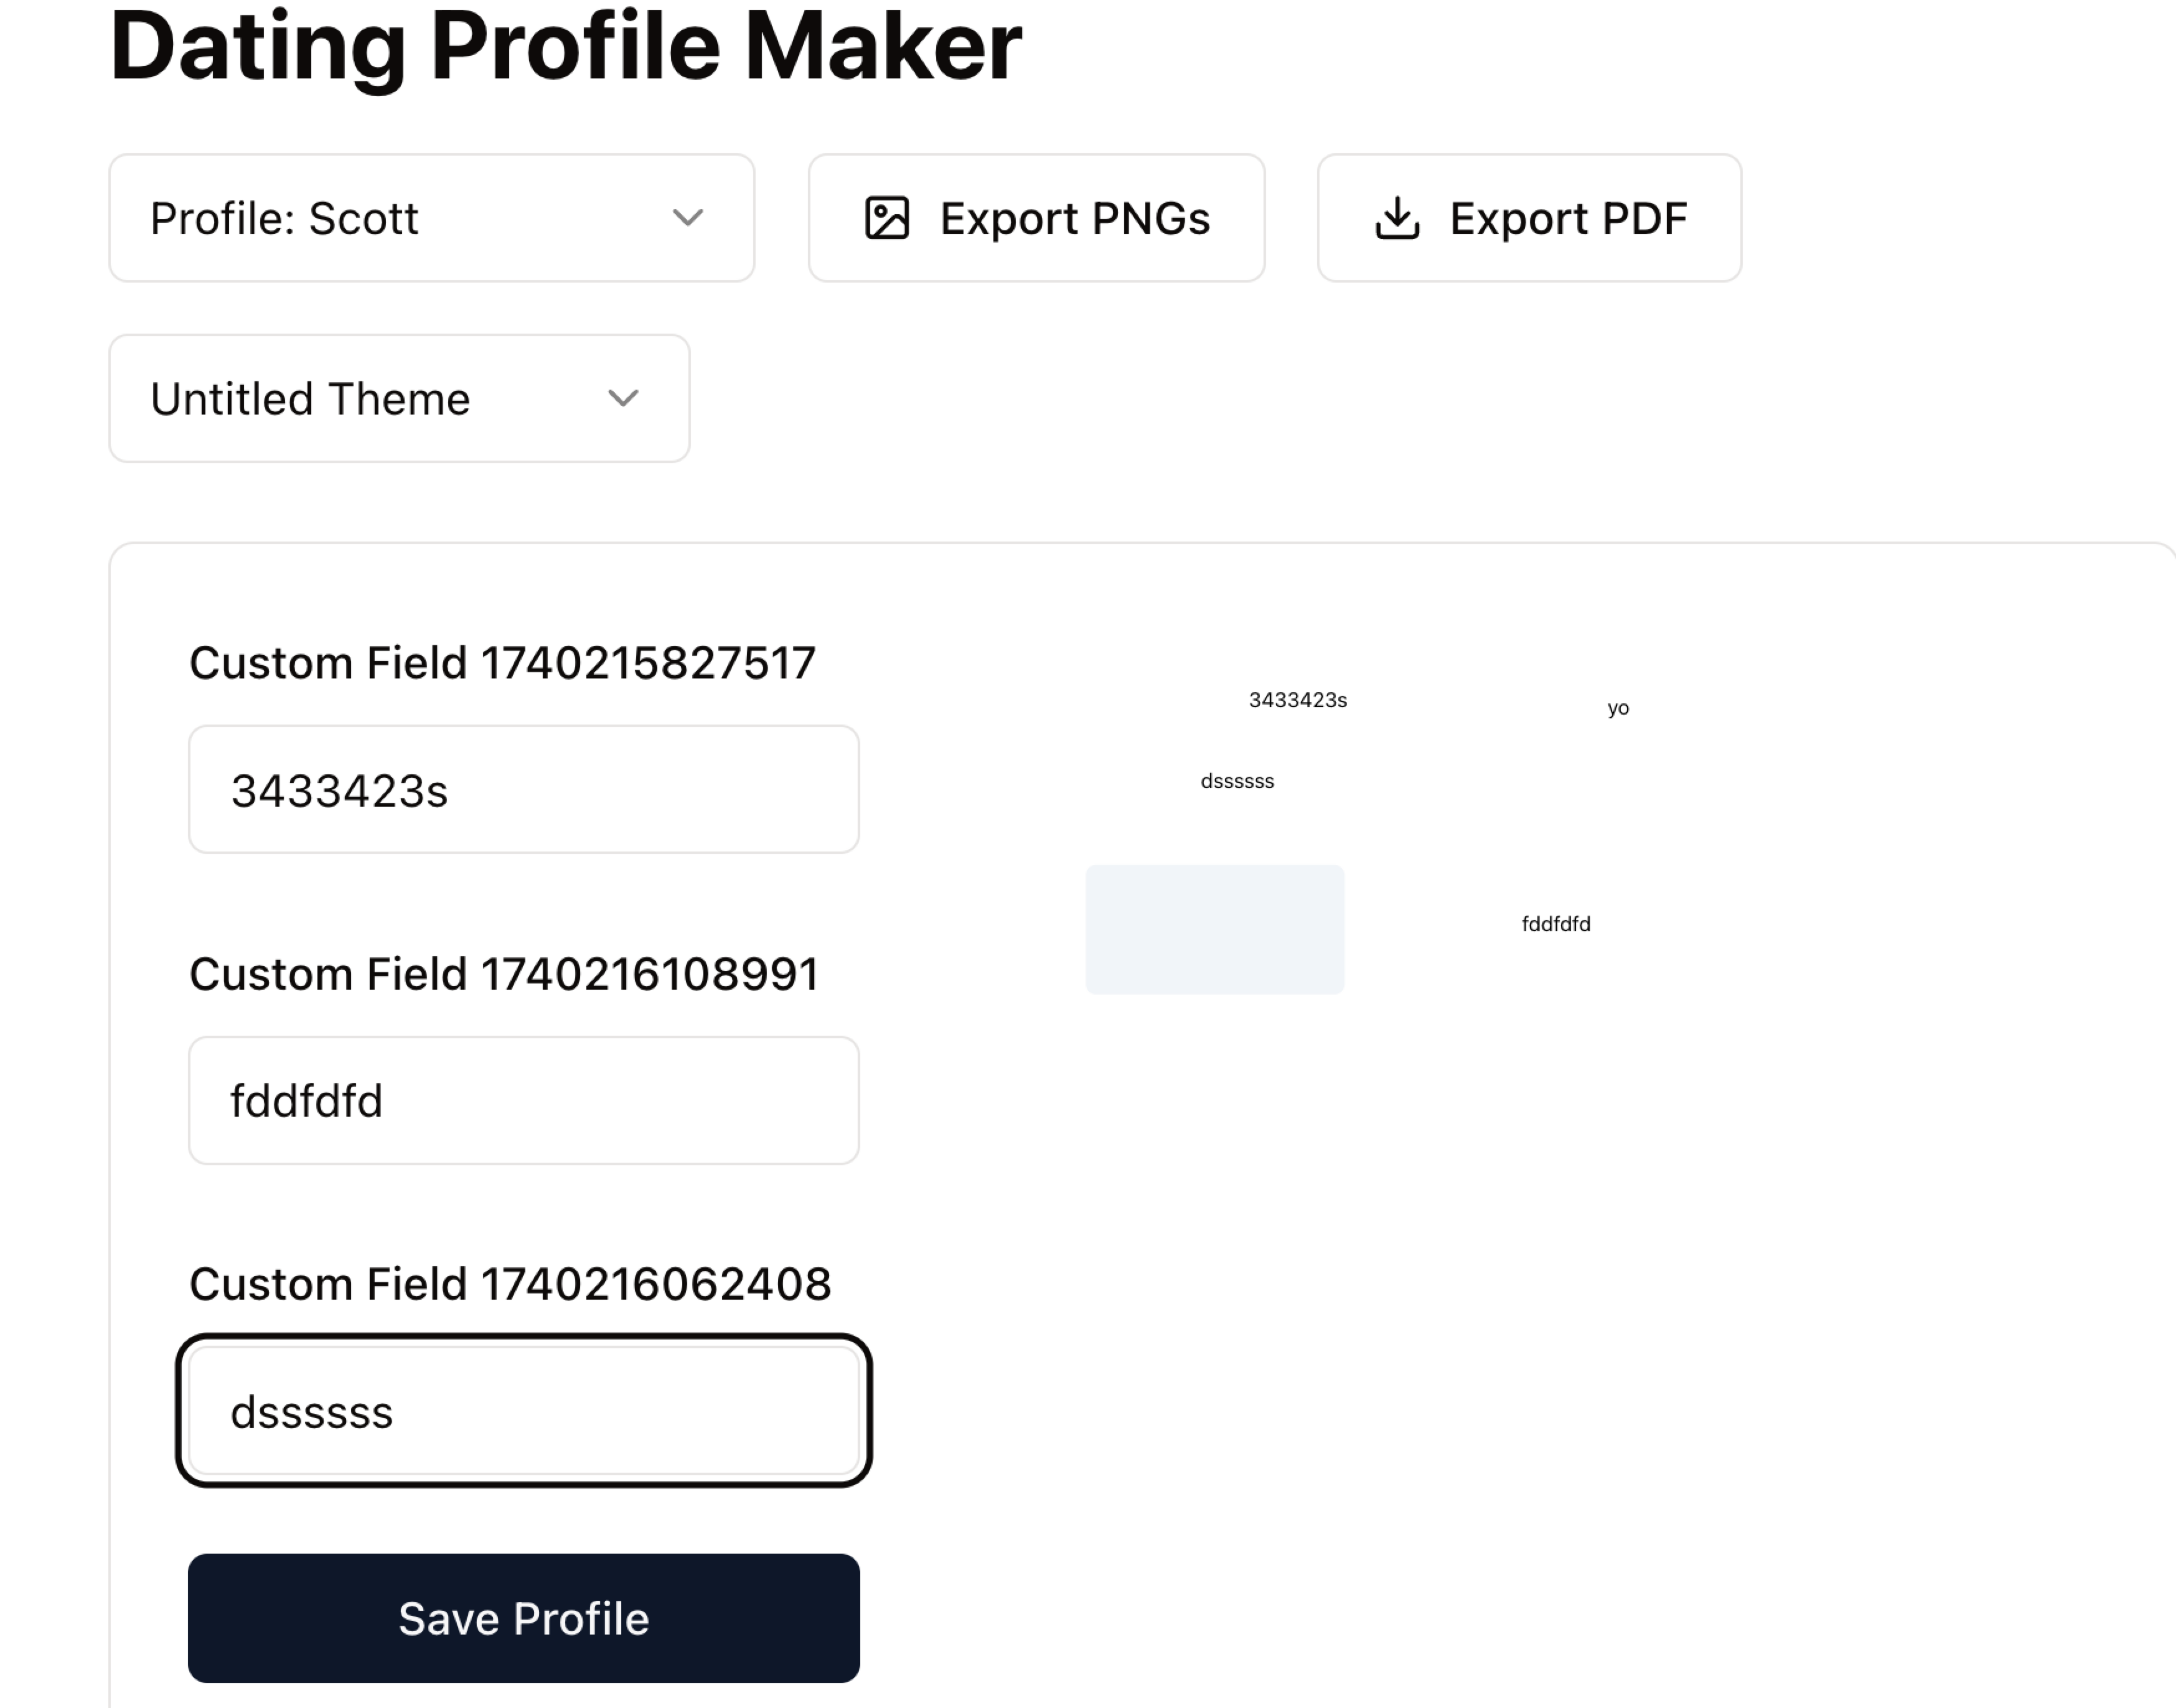 Dating Profile Maker
Profile: Scott
Export PNGs
Export PDF
Untitled Theme
Custom Field 1740215827517
3433423s
Custom Field 1740216108991
fddfdfd
Custom Field 1740216062408
dssssss
Save Profile
3433423s
yo
dssssss
fddfdfd